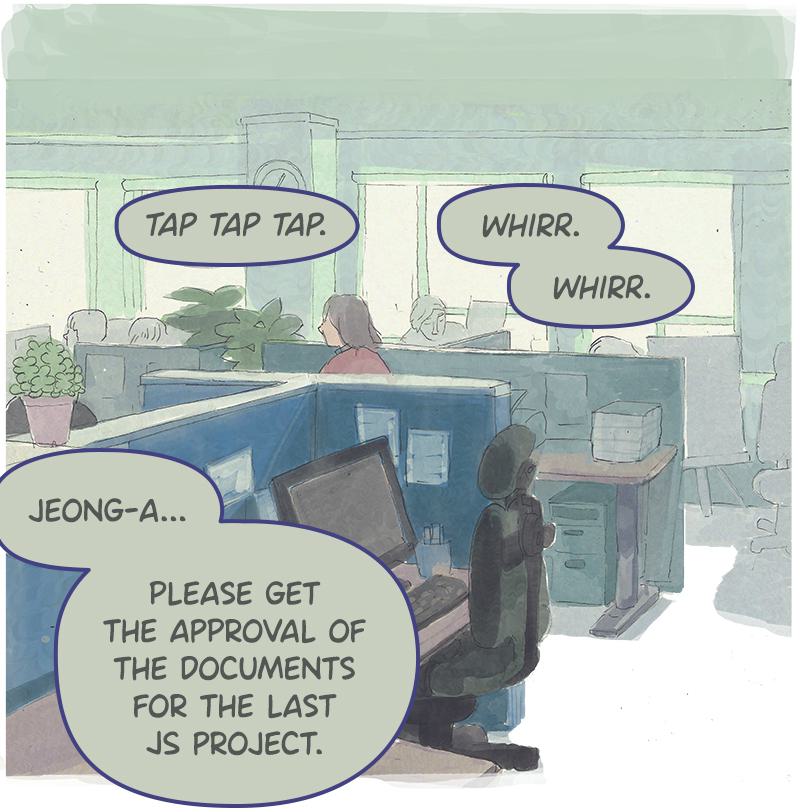 TAP TAP TAP.
WHIRR.
WHIRR.
JEONG-A...
PLEASE GET
THE APPROVAL OF
THE DOCUMENTS
FOR THE LAST
JS PROJECT.